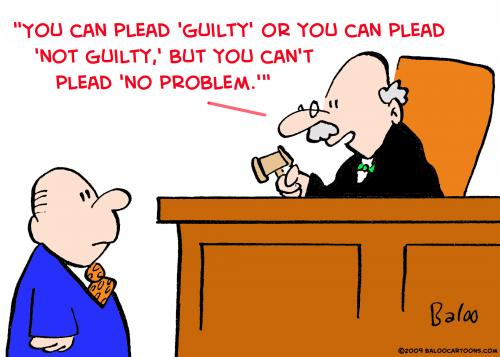 "YOU CAN PLEAD 'GUILTY' OR YOU CAN PLEAD
'NOT GUILTY,' BUT YOU CAN'T
PLEAD 'NO PROBLEM.'"
Baloo
©2009 BALOOCARTOONS.COM